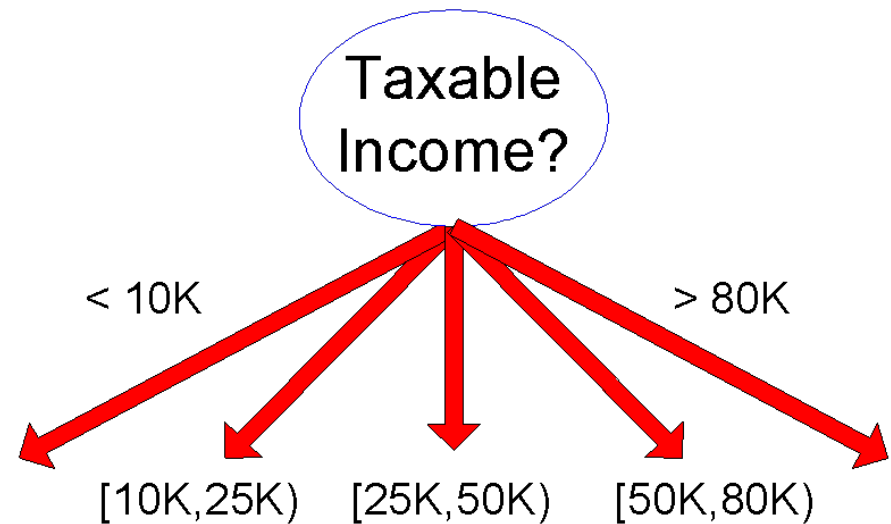 Taxable
Income?
< 10K
> 80K
[10K,25K)
[25K,50K)
[50K,80K)